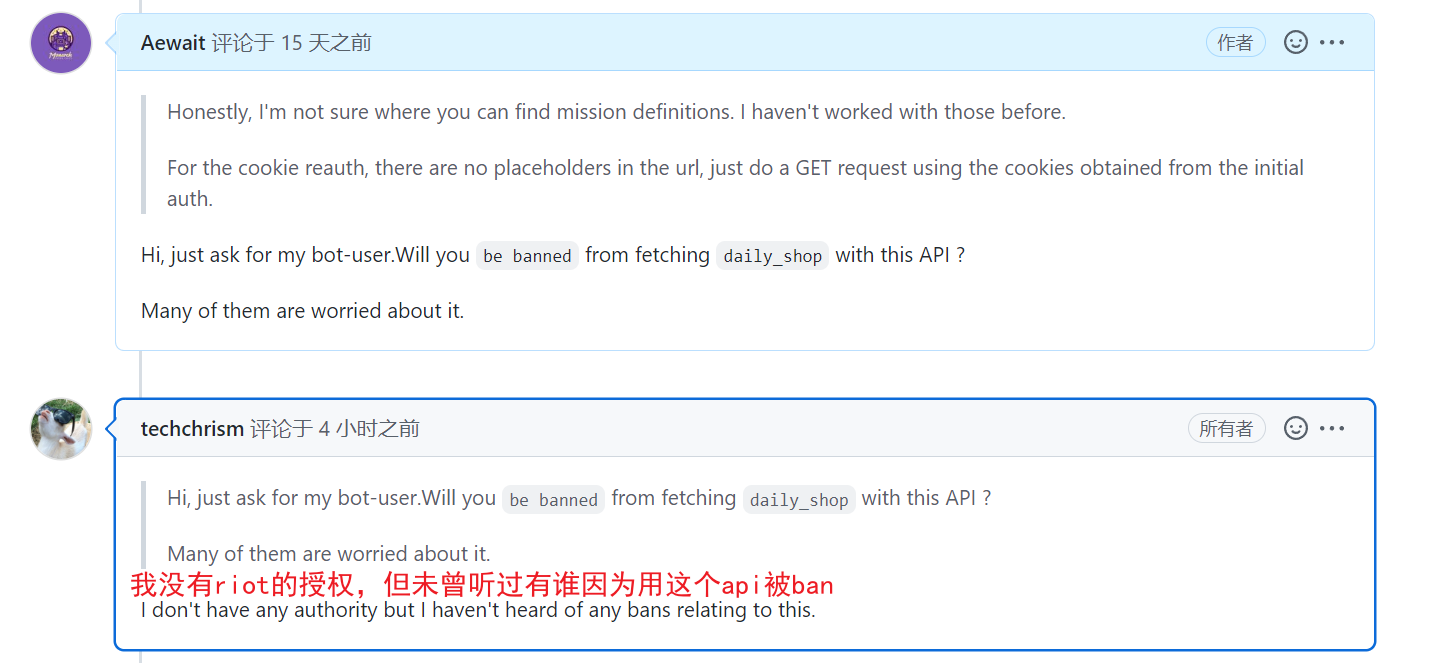 Aewait 评论于 15 天之前 作者
Honestly, I'm not sure where you can find mission definitions. I haven't worked with those before.
For the cookie reauth, there are no placeholders in the url, just do a GET request using the cookies obtained from the initial
auth.
Hi, just ask for my bot-user.Will you be banned from fetching daily_shop with this API ?
Many of them are worried about it.
techchrism 评论于 4 小时之前 所有者
Hi, just ask for my bot-user.Will you be banned from fetching daily_shop with this API ?
Many of them are worried about it.
我没有riot的授权，但未曾听过有谁因为用这个api被ban
I don't have any authority but I haven't heard of any bans relating to this.